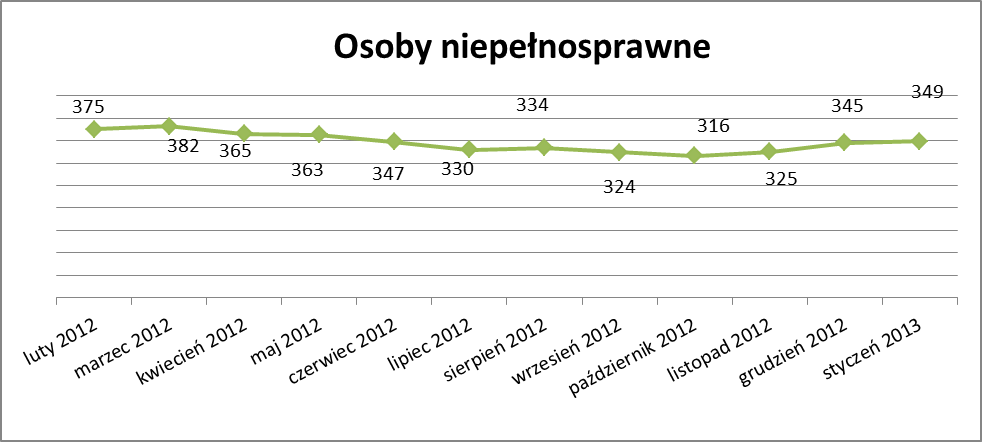 Osoby niepełnosprawne
375
382
365
363
347
330
334
324
316
325
345
349
luty 2012
marzec 2012
kwiecień 2012
maj 2012
czerwiec 2012
lipiec 2012
sierpień 2012
wrzesień 2012
październik 2012
listopad 2012
grudzień 2012
styczeń 2013